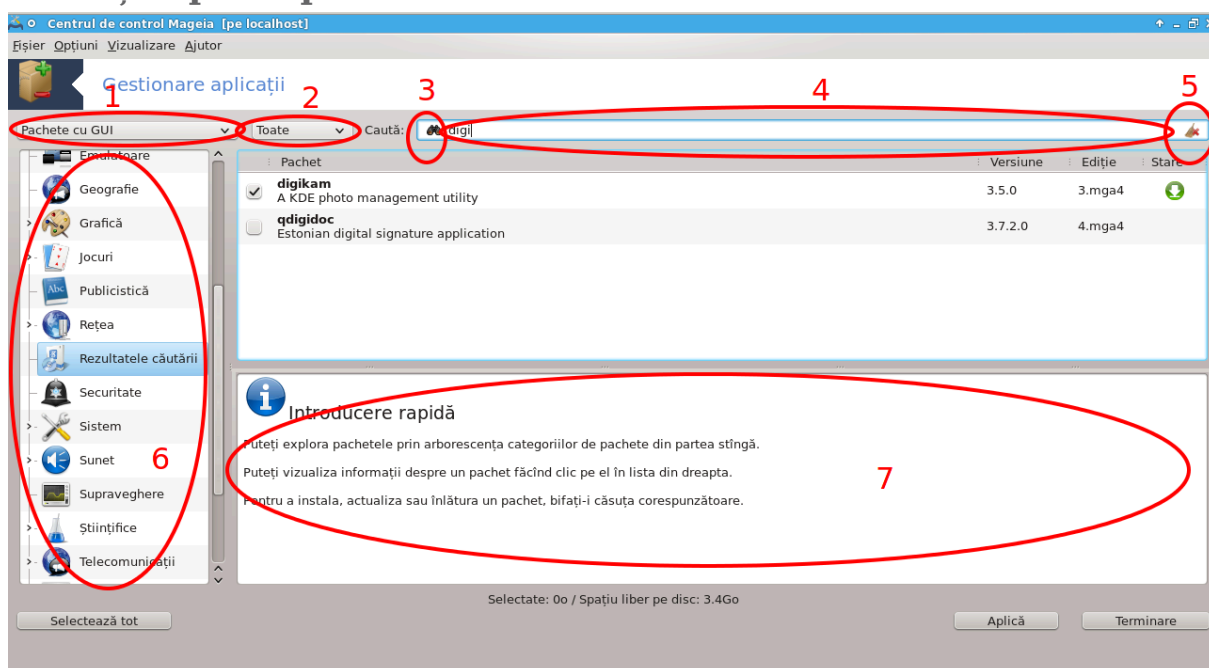 Centrul de control Mageia [pe localhost]
Fișier Opțiuni Vizualizare Ajutor
Gestionare aplicații
1 2 3 4 5
Pachete cu GUI Toate Caută: digi
Pachet Versiune Ediție Stare
Emulatoare
Geografie
Grafică
Jocuri
Publicistică
Rețea
Rezultatele căutării
Securitate
Sistem
Sunet
Supraveghere
Științifice
Telecomunicații
6
digikam 3.5.0 3.mga4
A KDE photo management utility
qdigidoc 3.7.2.0 4.mga4
Estonian digital signature application
Introducere rapidă
Puteți explora pachetele prin arborescența categoriilor de pachete din partea stîngă.
Puteți vizualiza informații despre un pachet făcînd clic pe el în lista din dreapta.
Pentru a instala, actualiza sau înlătura un pachet, bifați-i căsuța corespunzătoare.
7
Selectate: 0o / Spațiu liber pe disc: 3.4Go
Selectează tot Aplică Terminare